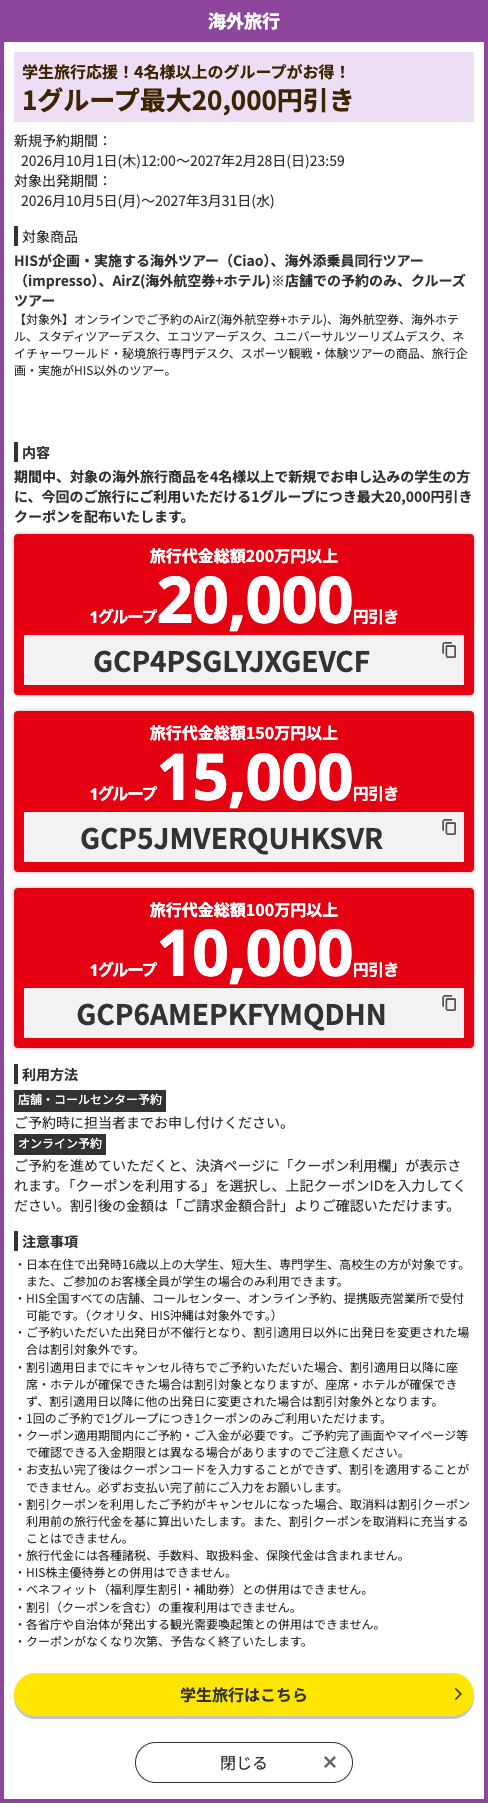 海外旅行
学生旅行応援！4名様以上のグループがお得！
1グループ最大20,000円引き
新規予約期間：
2026月10月1日(木)12:00～2027年2月28日(日)23:59
対象出発期間：
2026月10月5日(月)～2027年3月31日(水)
対象商品
HISが企画・実施する海外ツアー（Ciao）、海外添乗員同行ツアー
（impresso）、AirZ(海外航空券+ホテル)※店舗での予約のみ、クルーズ
ツアー
【対象外】オンラインでご予約のAirZ(海外航空券+ホテル)、海外航空券、海外ホテ
ル、スタディツアーデスク、エコツアーデスク、ユニバーサルツーリズムデスク、ネ
イチャーワールド・秘境旅行専門デスク、スポーツ観戦・体験ツアーの商品、旅行企
画・実施がHIS以外のツアー。
内容
期間中、対象の海外旅行商品を4名様以上で新規でお申し込みの学生の方
に、今回のご旅行にご利用いただける1グループにつき最大20,000円引き
クーポンを配布いたします。
旅行代金総額200万円以上
1グループ20,000円引き
GCP4PSGLYJXGEVCF
旅行代金総額150万円以上
1グループ15,000円引き
GCP5JMVERQUHKSVR
旅行代金総額100万円以上
1グループ10,000円引き
GCP6AMEPKFYMQDHN
利用方法
店舗・コールセンター予約
ご予約時に担当者までお申し付けください。
オンライン予約
ご予約を進めていただくと、決済ページに「クーポン利用欄」が表示さ
れます。「クーポンを利用する」を選択し、上記クーポンIDを入力してく
ださい。割引後の金額は「ご請求金額合計」よりご確認いただけます。
注意事項
・日本在住で出発時16歳以上の大学生、短大生、専門学生、高校生の方が対象です。
また、ご参加のお客様全員が学生の場合のみ利用できます。
・HIS全国すべての店舗、コールセンター、オンライン予約、提携販売営業所で受付
可能です。（クオリタ、HIS沖縄は対象外です。）
・ご予約いただいた出発日が不催行となり、割引適用日以外に出発日を変更された場
合は割引対象外です。
・割引適用日までにキャンセル待ちでご予約いただいた場合、割引適用日以降に座
席・ホテルが確保できた場合は割引対象となりますが、座席・ホテルが確保でき
ず、割引適用日以降に他の出発日に変更された場合は割引対象外となります。
・1回のご予約で1グループにつき1クーポンのみご利用いただけます。
・クーポン適用期間内にご予約・ご入金が必要です。ご予約完了画面やマイページ等
で確認できる入金期限とは異なる場合がありますのでご注意ください。
・お支払い完了後はクーポンコードを入力することができず、割引を適用することが
できません。必ずお支払い完了前にご入力をお願いします。
・割引クーポンを利用したご予約がキャンセルになった場合、取消料は割引クーポン
利用前の旅行代金を基に算出いたします。また、割引クーポンを取消料に充当する
ことはできません。
・旅行代金には各種諸税、手数料、取扱料金、保険代金は含まれません。
・HIS株主優待券との併用はできません。
・ベネフィット（福利厚生割引・補助券）との併用はできません。
・割引（クーポンを含む）の重複利用はできません。
・各省庁や自治体が発出する観光需要喚起策との併用はできません。
・クーポンがなくなり次第、予告なく終了いたします。
学生旅行はこちら
閉じる